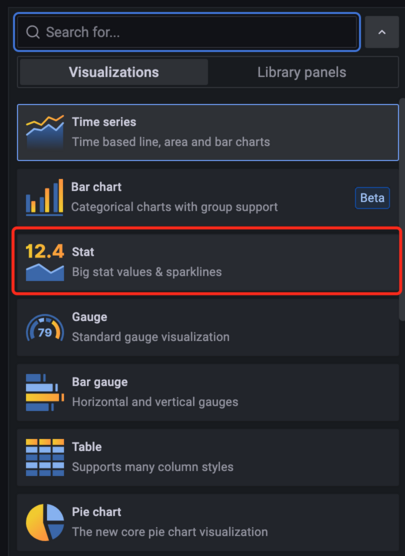 Search for...
Visualizations
Library panels
Time series
Time based line, area and bar charts
Bar chart
Categorical charts with group support
Beta
12.4
Stat
Big stat values & sparklines
79
Gauge
Standard gauge visualization
Bar gauge
Horizontal and vertical gauges
Table
Supports many column styles
Pie chart
The new core pie chart visualization